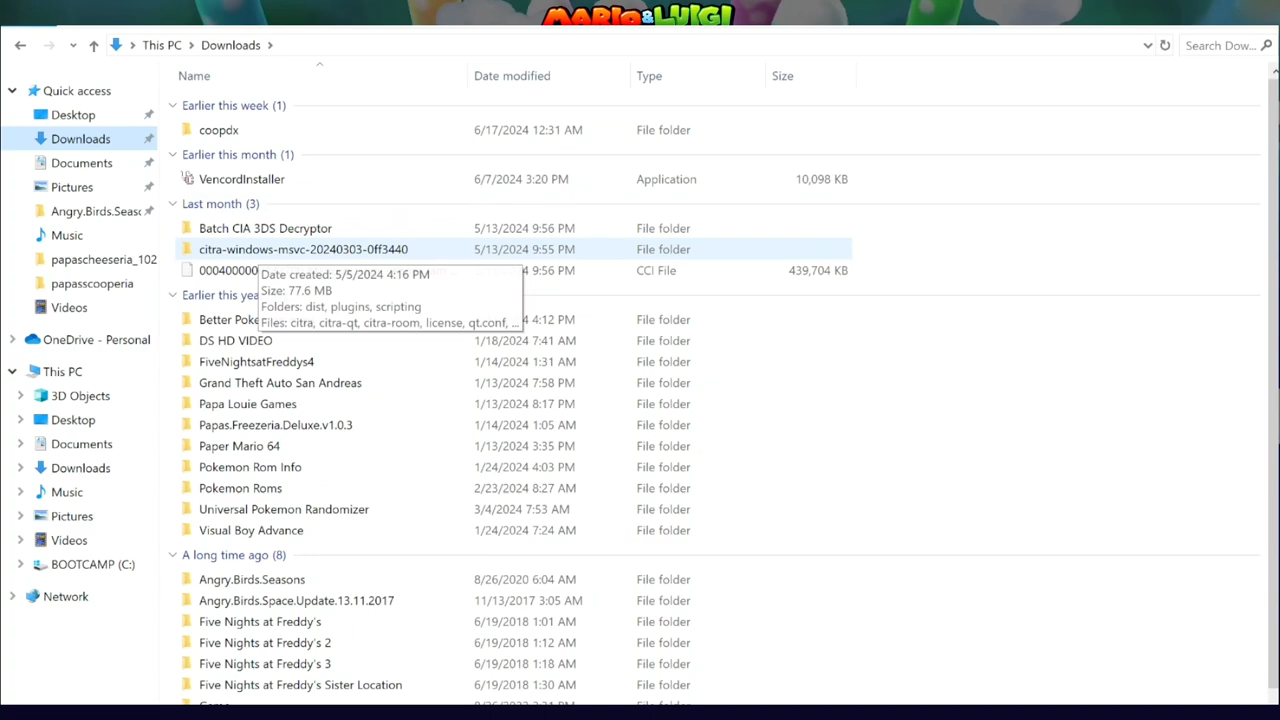 MARIO & LUIGI
This PC > Downloads > Search Dow...
Name Date modified Type Size
Quick access
Desktop
Downloads
Documents
Pictures
Angry.Birds.Seasc
Music
papascheeseria_102
papasscooperia
Videos
OneDrive - Personal
This PC
3D Objects
Desktop
Documents
Downloads
Music
Pictures
Videos
BOOTCAMP (C:)
Network
Earlier this week (1)
coopdx 6/17/2024 12:31 AM File folder
Earlier this month (1)
VencordInstaller 6/7/2024 3:20 PM Application 10,098 KB
Last month (3)
Batch CIA 3DS Decryptor 5/13/2024 9:56 PM File folder
citra-windows-msvc-20240303-0ff3440 5/13/2024 9:55 PM File folder
000400000 9:56 PM CCI File 439,704 KB
Date created: 5/5/2024 4:16 PM
Size: 77.6 MB
Folders: dist, plugins, scripting
Files: citra, citra-qt, citra-room, license, qt.conf, ...
Earlier this yea
Better Poke 4:12 PM File folder
DS HD VIDEO 1/18/2024 7:41 AM File folder
FiveNightsatFreddys4 1/14/2024 1:31 AM File folder
Grand Theft Auto San Andreas 1/13/2024 7:58 PM File folder
Papa Louie Games 1/13/2024 8:17 PM File folder
Papas.Freezeria.Deluxe.v1.0.3 1/14/2024 1:05 AM File folder
Paper Mario 64 1/13/2024 3:35 PM File folder
Pokemon Rom Info 1/24/2024 4:03 PM File folder
Pokemon Roms 2/23/2024 8:27 AM File folder
Universal Pokemon Randomizer 3/4/2024 7:53 AM File folder
Visual Boy Advance 1/24/2024 7:24 AM File folder
A long time ago (8)
Angry.Birds.Seasons 8/26/2020 6:04 AM File folder
Angry.Birds.Space.Update.13.11.2017 11/13/2017 3:05 AM File folder
Five Nights at Freddy's 6/19/2018 1:01 AM File folder
Five Nights at Freddy's 2 6/19/2018 1:12 AM File folder
Five Nights at Freddy's 3 6/19/2018 1:18 AM File folder
Five Nights at Freddy's Sister Location 6/19/2018 1:30 AM File folder